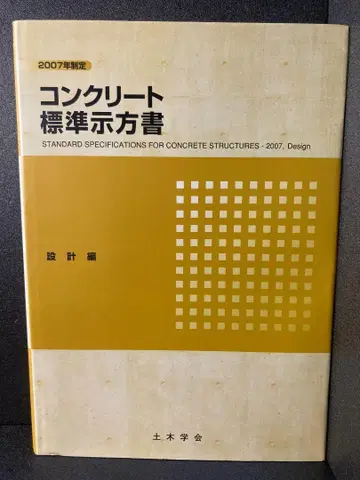 2007年制定
コンクリート
標準示方書
STANDARD SPECIFICATIONS FOR CONCRETE STRUCTURES - 2007, Design
設計編
土木学会